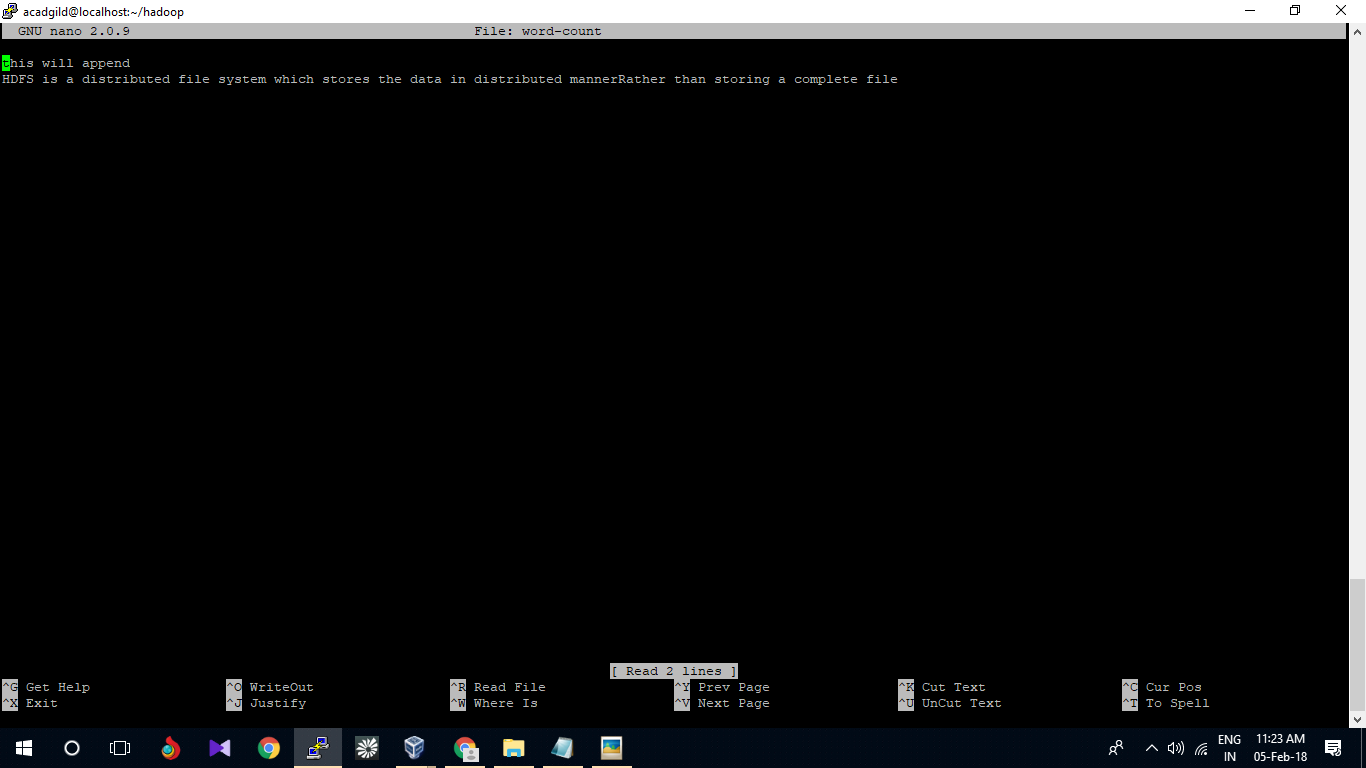 acadgild@localhost:~/hadoop
GNU nano 2.0.9 File: word-count
this will append
HDFS is a distributed file system which stores the data in distributed mannerRather than storing a complete file
[ Read 2 lines ]
^G Get Help ^O WriteOut ^R Read File ^Y Prev Page ^K Cut Text ^C Cur Pos
^X Exit ^J Justify ^W Where Is ^V Next Page ^U UnCut Text ^T To Spell
ENG 11:23 AM
IN 05-Feb-18